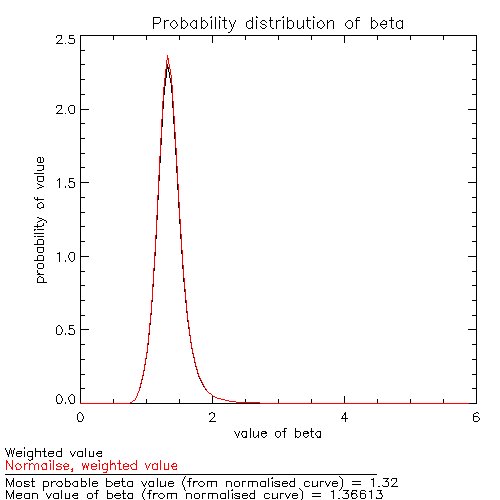 Probability distribution of beta
2.5
2.0
1.5
1.0
0.5
0.0
probability of value
0
2
4
6
value of beta
Weighted value
Normailse, weighted value
Most probable beta value (from normalised curve) = 1.32
Mean value of beta (from normalised curve) = 1.36613